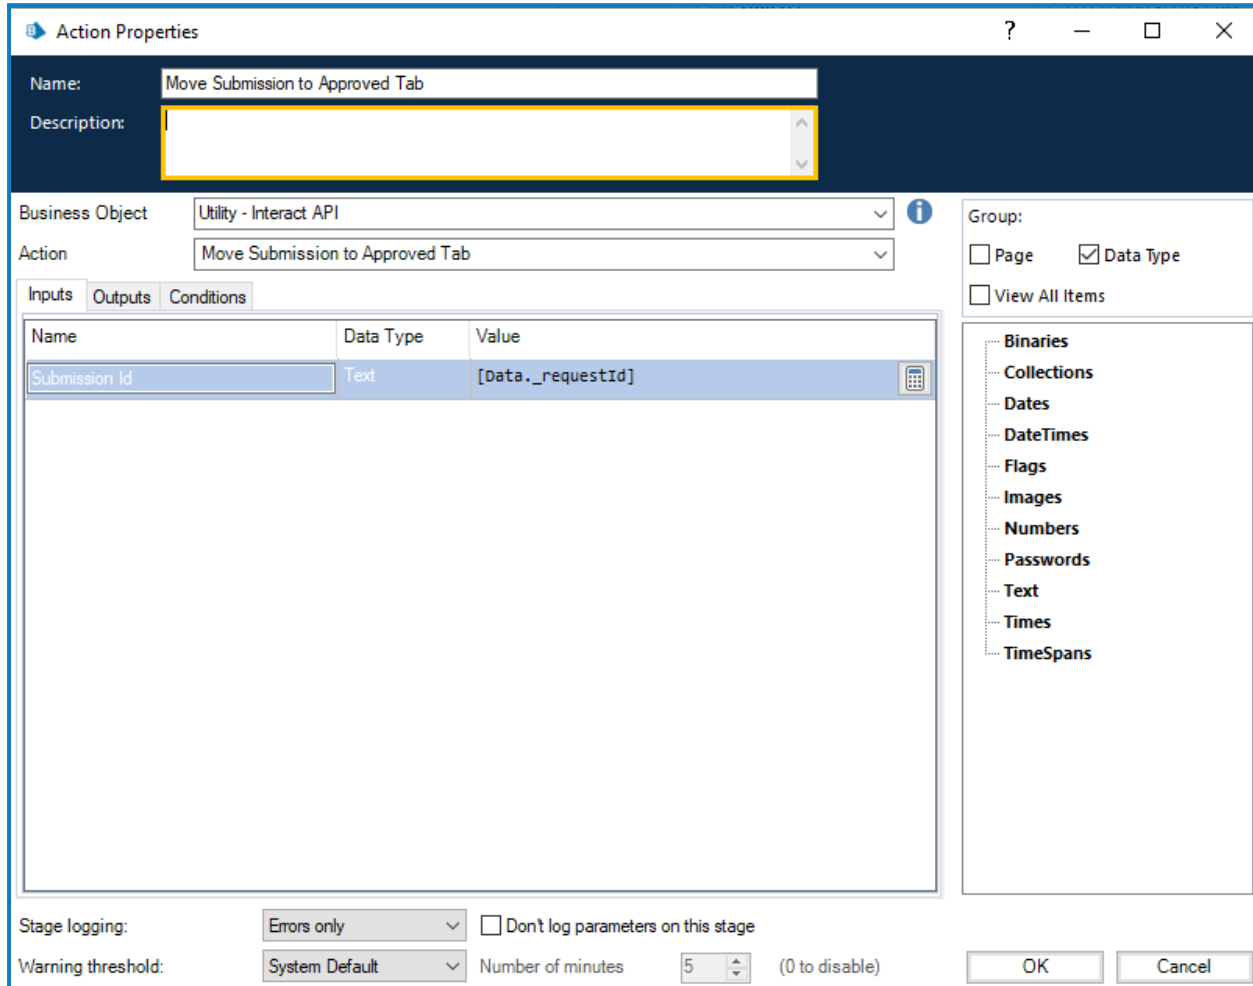 Action Properties
?
Name: Move Submission to Approved Tab
Description:
Business Object Utility - Interact API
Action Move Submission to Approved Tab
Inputs Outputs Conditions
Name Data Type Value
Submission Id Text [Data._requestId]
Group:
Page Data Type
View All Items
Binaries
Collections
Dates
DateTimes
Flags
Images
Numbers
Passwords
Text
Times
TimeSpans
Stage logging: Errors only Don't log parameters on this stage
Warning threshold: System Default Number of minutes 5 (0 to disable)
OK Cancel